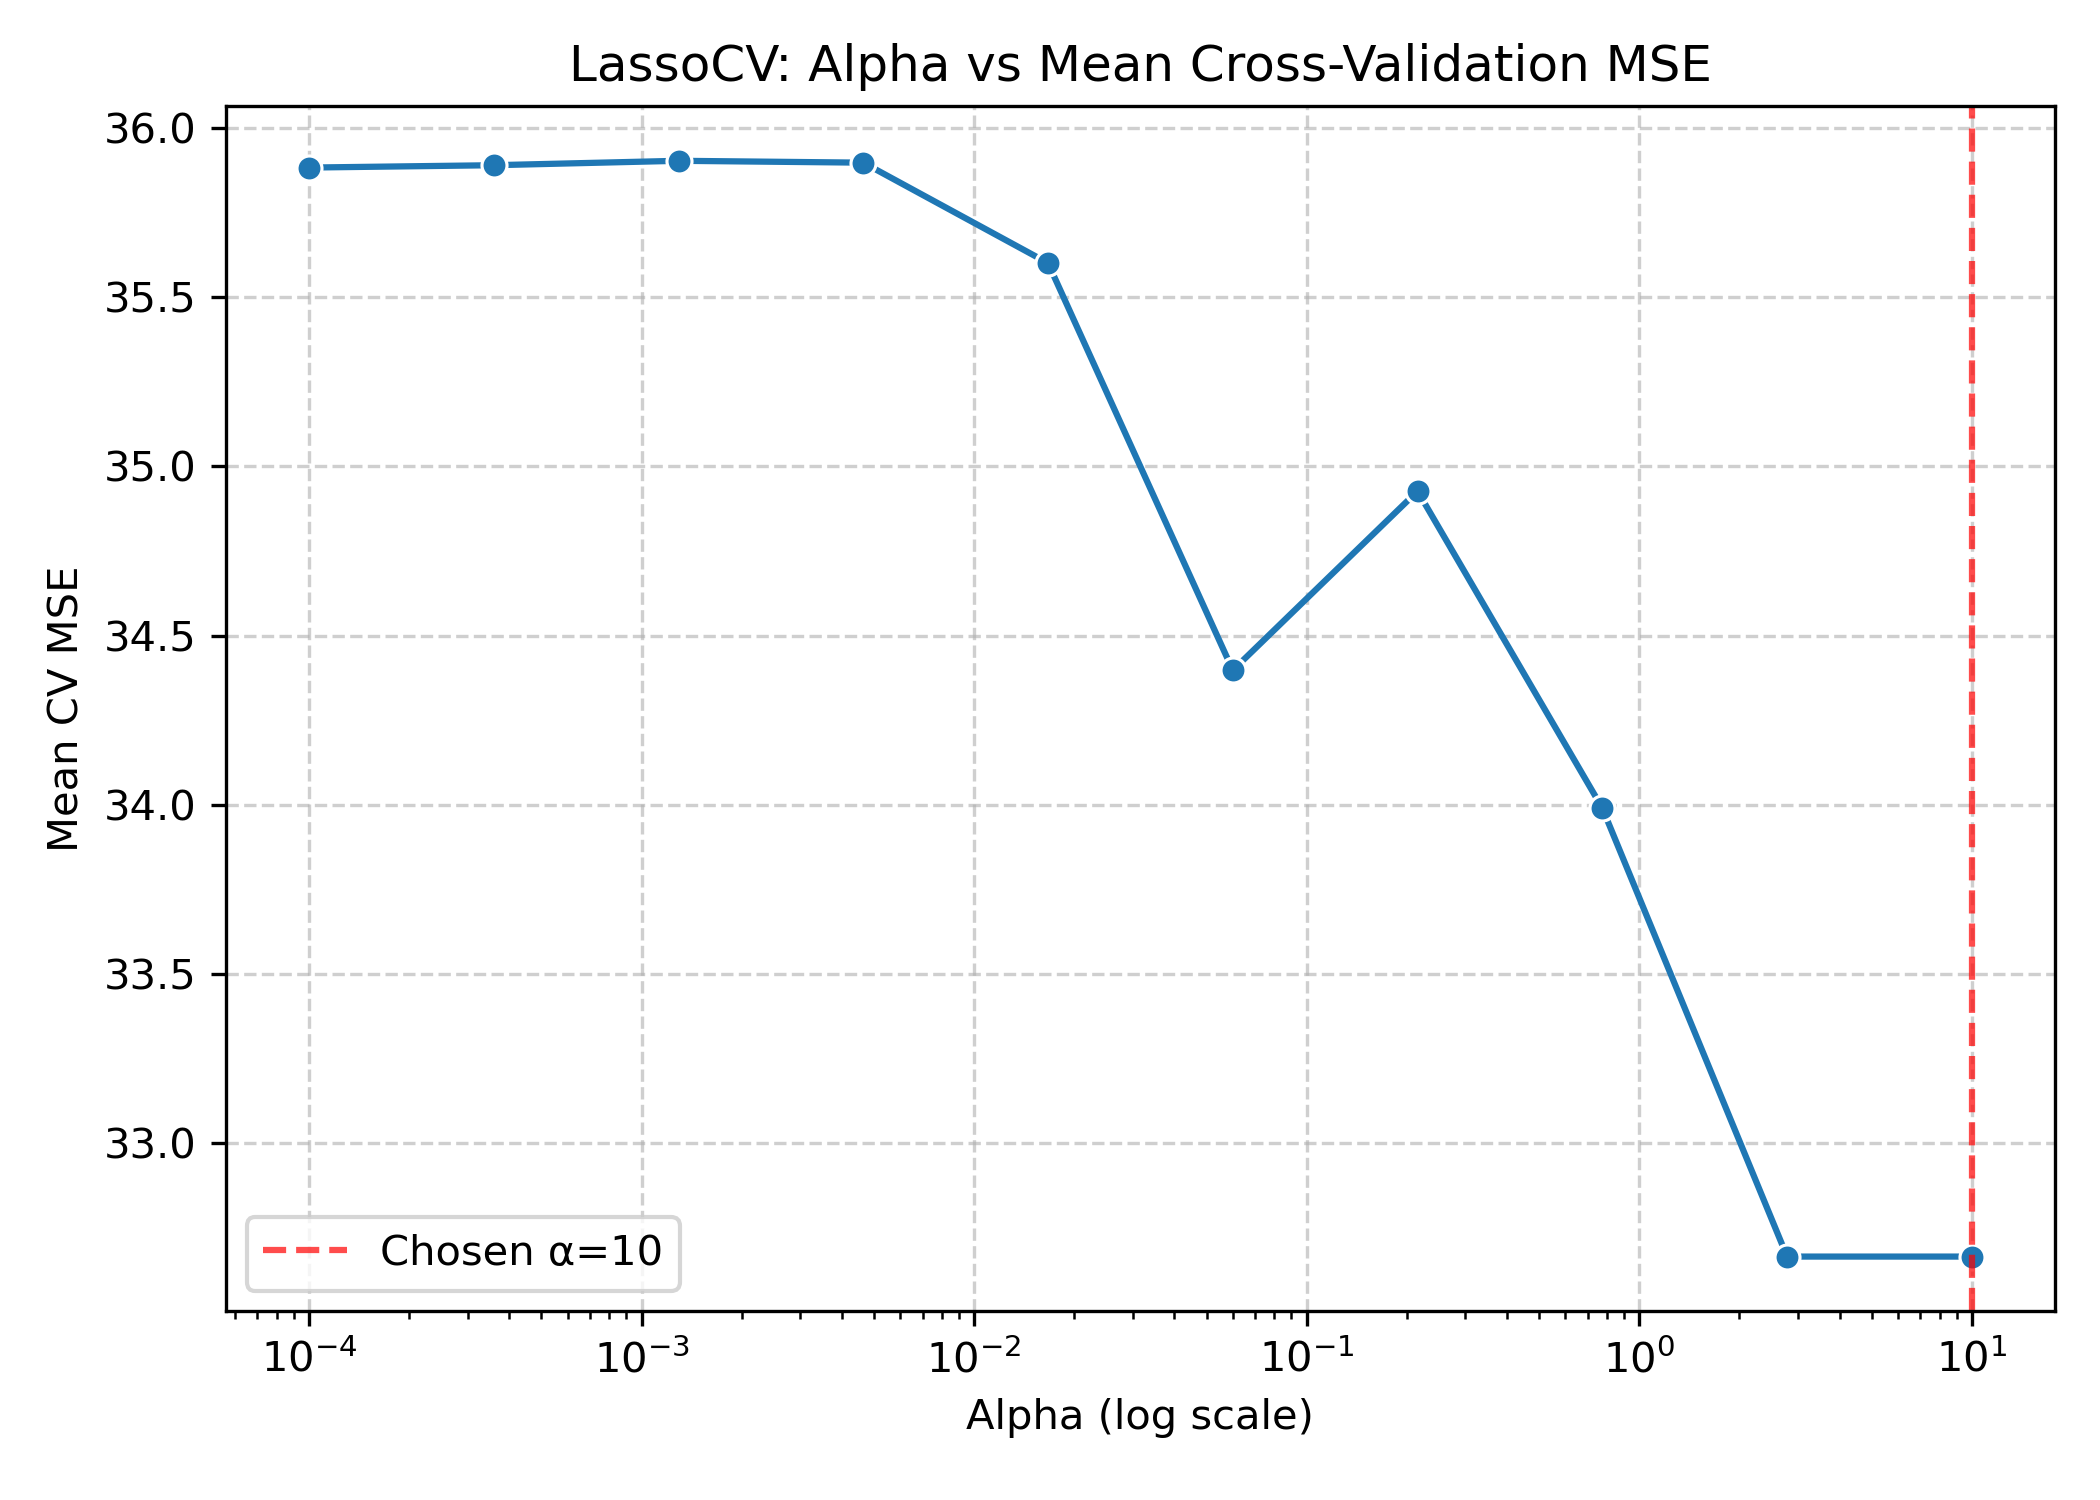 LassoCV: Alpha vs Mean Cross-Validation MSE
Mean CV MSE
36.0
35.5
35.0
34.5
34.0
33.5
33.0
Chosen α=10
10⁻⁴ 10⁻³ 10⁻² 10⁻¹ 10⁰ 10¹
Alpha (log scale)